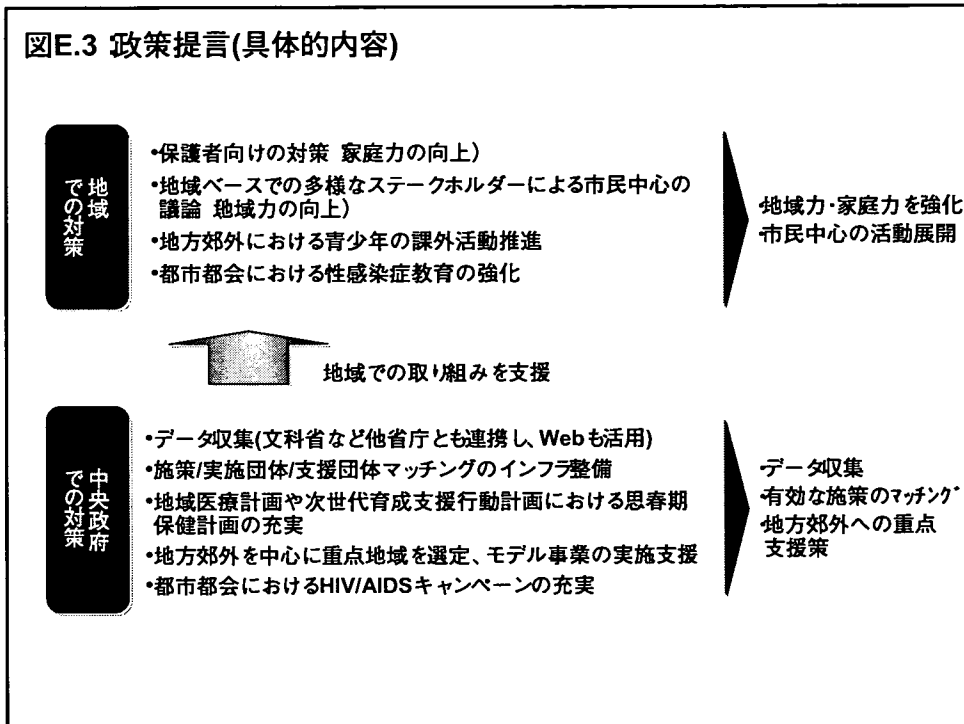 図E.3 政策提言(具体的内容)
地域
での対策
•保護者向けの対策 家庭力の向上)
•地域ベースでの多様なステークホルダーによる市民中心の
議論 地域力の向上)
•地方郊外における青少年の課外活動推進
•都市都会における性感染症教育の強化
地域力・家庭力を強化
市民中心の活動展開
地域での取り組みを支援
中央政府
での対策
•データ収集(文科省など他省庁とも連携し、Webも活用)
•施策/実施団体/支援団体マッチングのインフラ整備
•地域医療計画や次世代育成支援行動計画における思春期
保健計画の充実
•地方郊外を中心に重点地域を選定、モデル事業の実施支援
•都市都会におけるHIV/AIDSキャンペーンの充実
データ収集
有効な施策のマッチング
地方郊外への重点
支援策